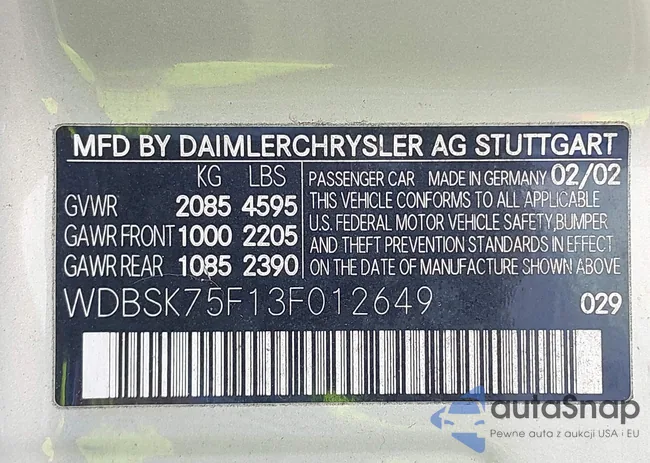 MFD BY DAIMLERCHRYSLER AG STUTTGART
KG LBS
GVWR 2085 4595
GAWR FRONT 1000 2205
GAWR REAR 1085 2390
PASSENGER CAR MADE IN GERMANY 02/02
THIS VEHICLE CONFORMS TO ALL APPLICABLE
U.S. FEDERAL MOTOR VEHICLE SAFETY, BUMPER
AND THEFT PREVENTION STANDARDS IN EFFECT
ON THE DATE OF MANUFACTURE SHOWN ABOVE
WDBSK75F13F012649 029
autoSnap
Pewne auta z aukcji USA i EU